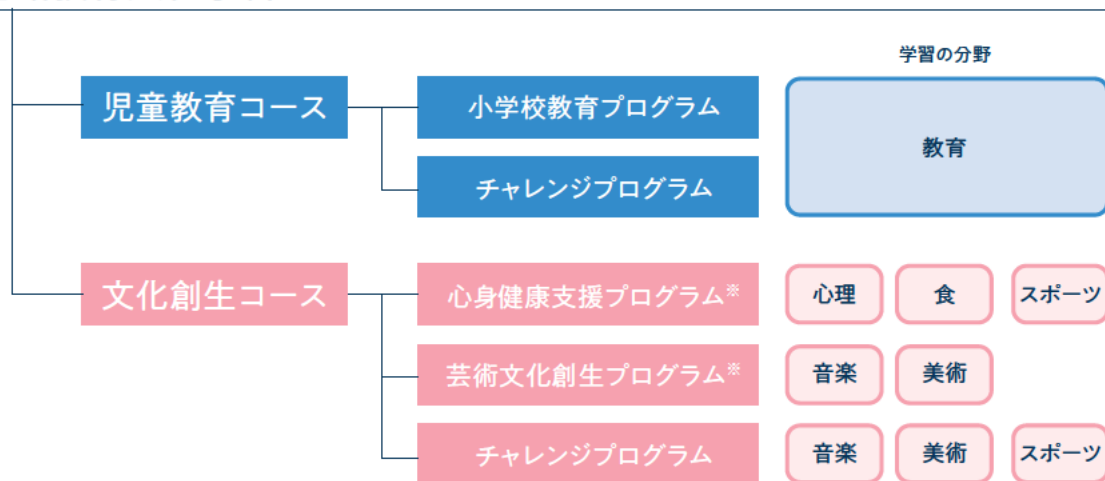 学習の分野
児童教育コース
小学校教育プログラム
教育
チャレンジプログラム
文化創生コース
心身健康支援プログラム※
心理
食
スポーツ
芸術文化創生プログラム※
音楽
美術
チャレンジプログラム
音楽
美術
スポーツ